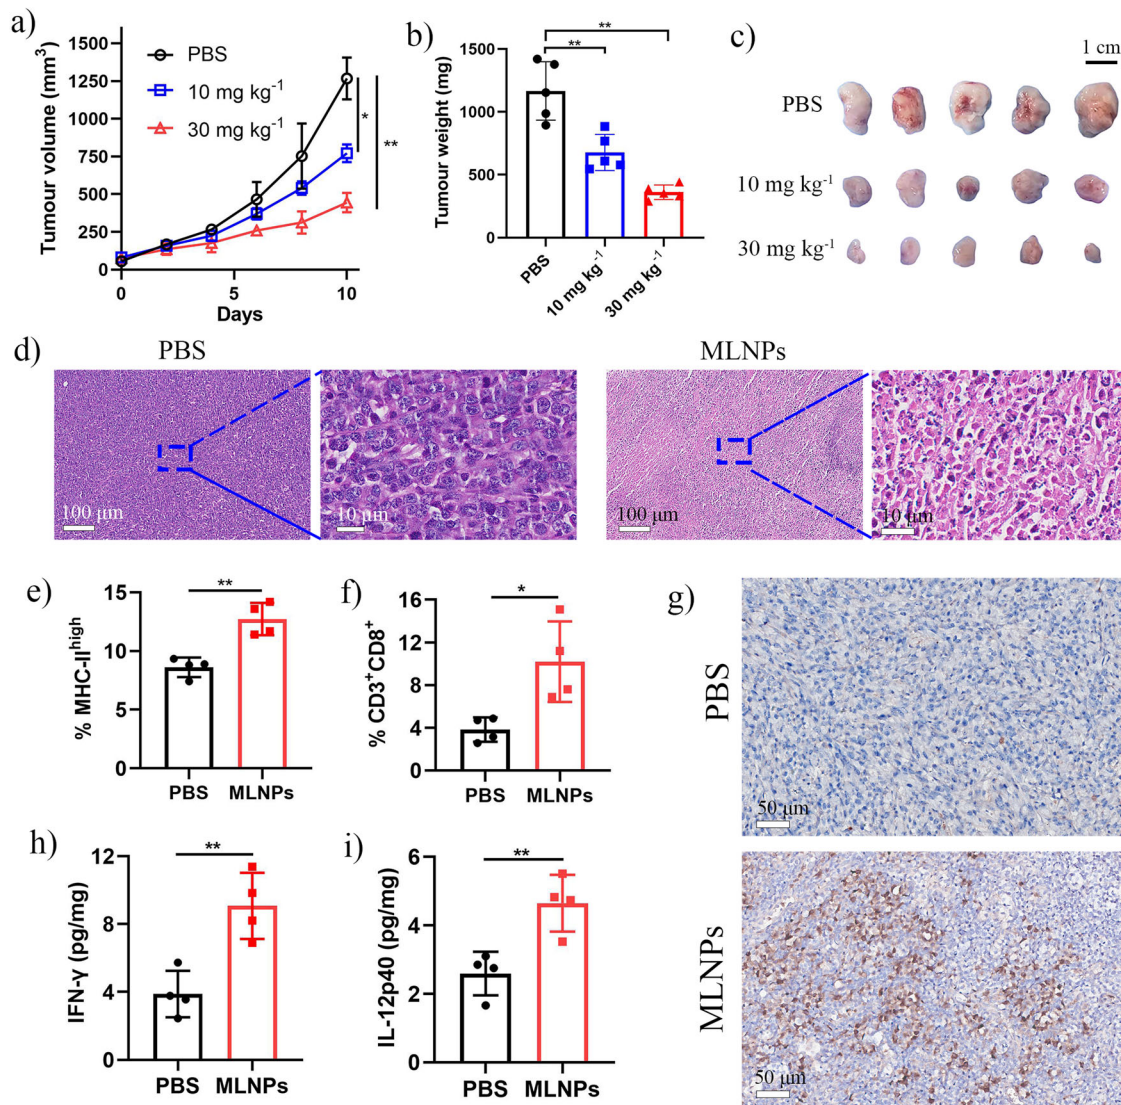 a)
Tumour volume (mm³)
1500
1250
1000
750
500
250
0
0
5
10
Days
PBS
10 mg kg⁻¹
30 mg kg⁻¹
*
**
b)
Tumour weight (mg)
1500
1000
500
0
**
**
PBS
10 mg kg⁻¹
30 mg kg⁻¹
c)
1 cm
PBS
10 mg kg⁻¹
30 mg kg⁻¹
d)
PBS
MLNPs
100 μm
10 μm
100 μm
10 μm
e)
% MHC-II^high
15
10
5
0
**
PBS
MLNPs
f)
% CD3⁺CD8⁺
16
12
8
4
0
*
PBS
MLNPs
g)
PBS
50 μm
MLNPs
50 μm
h)
IFN-γ (pg/mg)
12
8
4
0
**
PBS
MLNPs
i)
IL-12p40 (pg/mg)
6
4
2
0
**
PBS
MLNPs